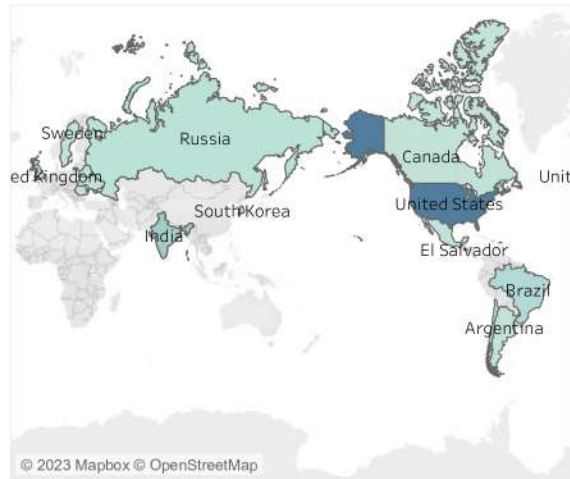 Sweden
Russia
Canada
ed Kingdom
Unit
South Korea
United States
India
El Salvador
Brazil
Argentina
© 2023 Mapbox © OpenStreetMap